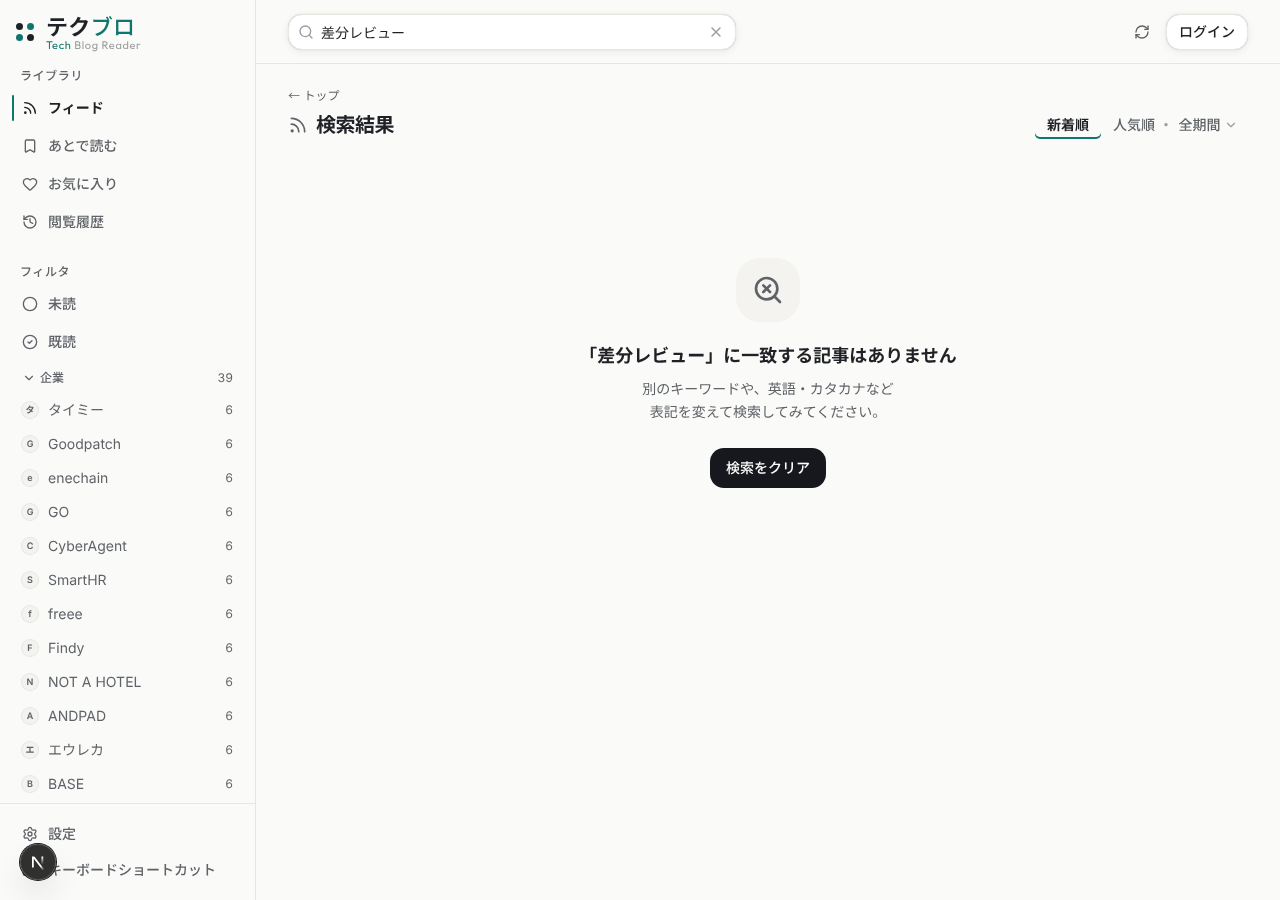 テクブロ
Tech Blog Reader
ライブラリ
フィード
あとで読む
お気に入り
閲覧履歴
フィルタ
未読
既読
企業 39
タ タイミー 6
G Goodpatch 6
e enechain 6
G GO 6
C CyberAgent 6
S SmartHR 6
f freee 6
F Findy 6
N NOT A HOTEL 6
A ANDPAD 6
エ エウレカ 6
B BASE 6
設定
キーボードショートカット
N
差分レビュー
ログイン
← トップ
検索結果
新着順 人気順 • 全期間
「差分レビュー」に一致する記事はありません
別のキーワードや、英語・カタカナなど
表記を変えて検索してみてください。
検索をクリア